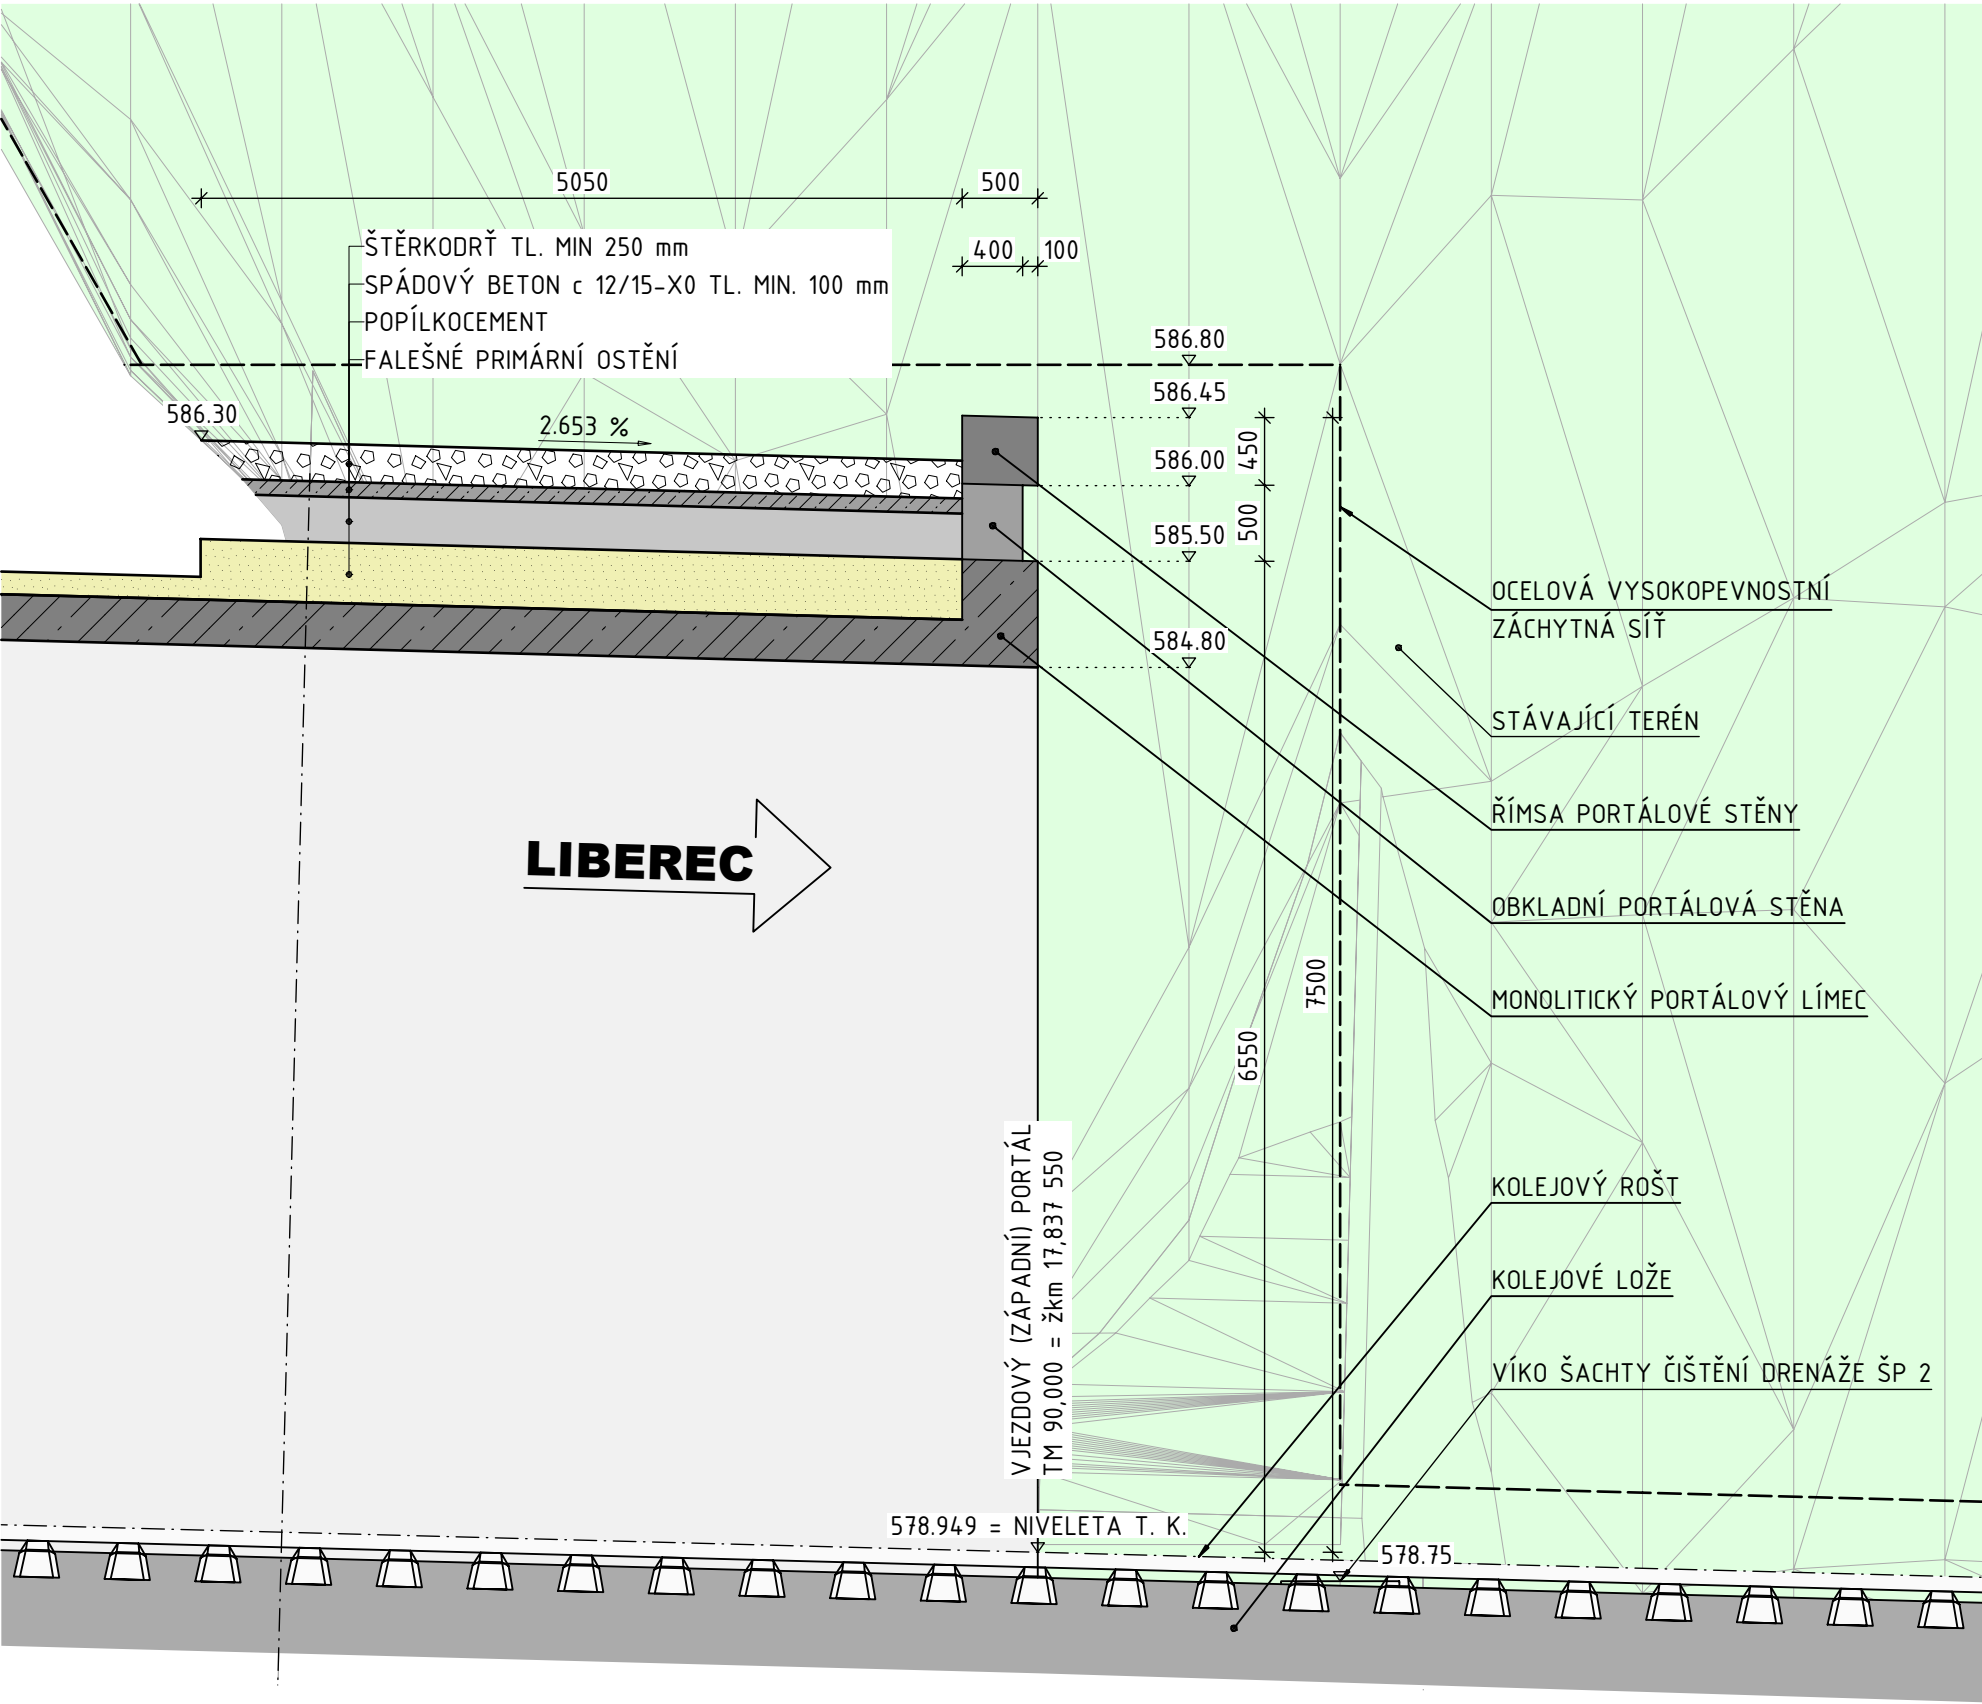 5050
500
400
100
ŠTĚRKODRŤ TL. MIN 250 mm
SPÁDOVÝ BETON c 12/15-X0 TL. MIN. 100 mm
POPÍLKOCEMENT
FALEŠNÉ PRIMÁRNÍ OSTĚNÍ
586.80
586.45
586.30
2.653 %
450
586.00
500
585.50
OCELOVÁ VYSOKOPEVNOSTNÍ
ZÁCHYTNÁ SÍŤ
584.80
STÁVAJÍCÍ TERÉN
ŘÍMSA PORTÁLOVÉ STĚNY
LIBEREC
OBKLADNÍ PORTÁLOVÁ STĚNA
7500
MONOLITICKÝ PORTÁLOVÝ LÍMEC
6550
VJEZDOVÝ (ZÁPADNÍ) PORTÁL
TM 90,000 = žkm 17,837 550
KOLEJOVÝ ROŠT
KOLEJOVÉ LOŽE
VÍKO ŠACHTY ČIŠTĚNÍ DRENÁŽE ŠP 2
578.949 = NIVELETA T. K.
578.75